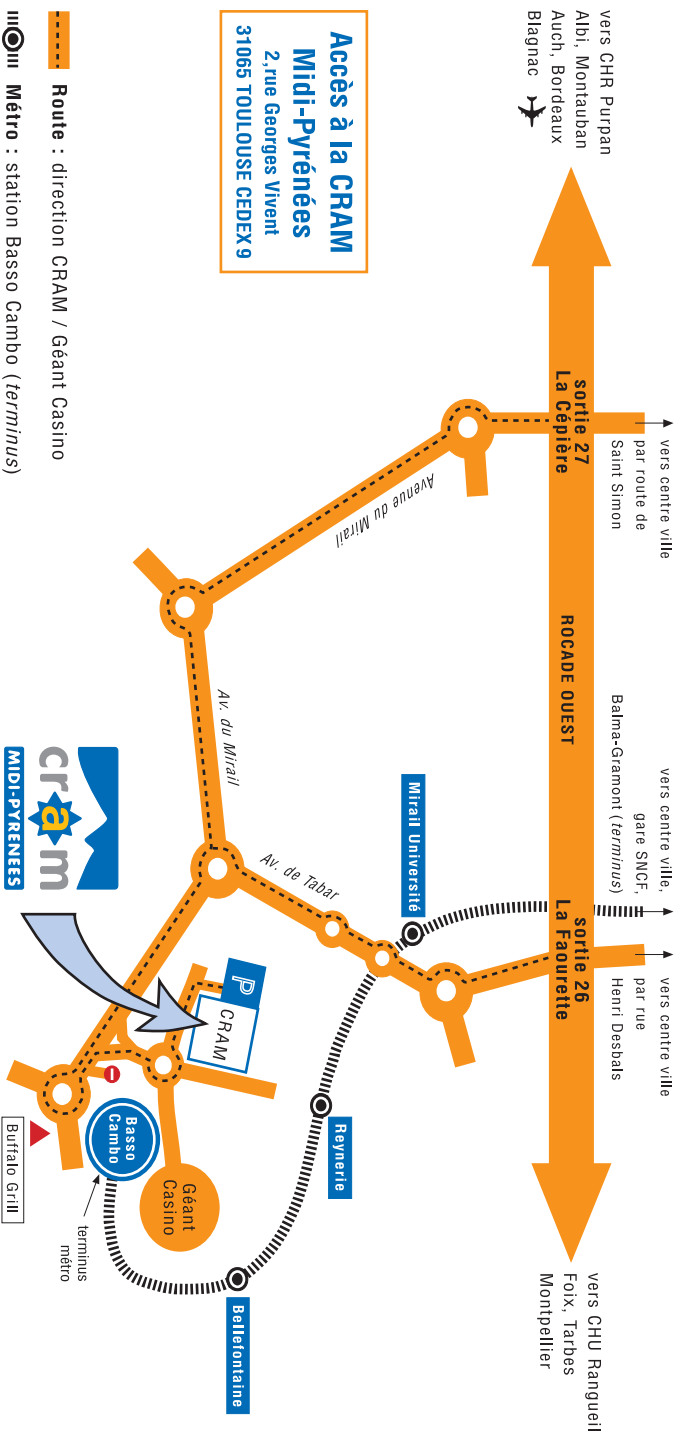 vers CHR Purpan
Albi, Montauban
Auch, Bordeaux
Blagnac
vers centre ville
par route de
Saint Simon
vers centre ville,
gare SNCF,
Balma-Gramont (terminus)
vers centre ville
par rue
Henri Desbals
vers CHU Rangueil
Foix, Tarbes
Montpellier
sortie 27
La Cépière
ROCADE OUEST
sortie 26
La Faourette
Accès à la CRAM
Midi-Pyrénées
2, rue Georges Vivent
31065 TOULOUSE CEDEX 9
Avenue du Mirail
Mirail Université
Av. de Tabar
Av. du Mirail
Reynerie
P
CRAM
Bellefontaine
Géant
Casino
Basso
Cambo
terminus
métro
Buffalo Grill
cram
MIDI-PYRENEES
Route : direction CRAM / Géant Casino
Métro : station Basso Cambo (terminus)